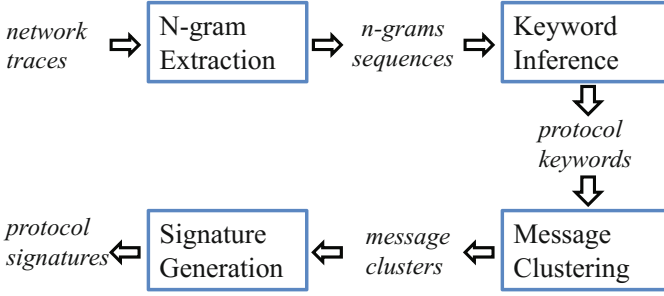 network
traces
N-gram
Extraction
n-grams
sequences
Keyword
Inference
protocol
keywords
Message
Clustering
message
clusters
Signature
Generation
protocol
signatures